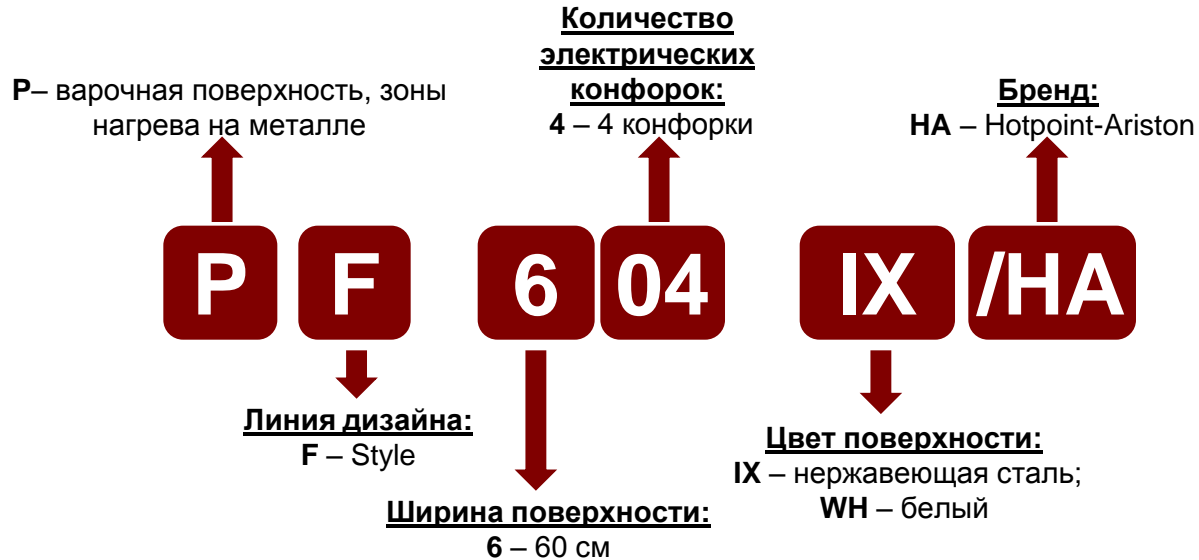 Количество
электрических
конфорок:
4 – 4 конфорки
P– варочная поверхность, зоны
нагрева на металле
Бренд:
HA – Hotpoint-Ariston
P F 6 04 IX /HA
Линия дизайна:
F – Style
Цвет поверхности:
IX – нержавеющая сталь;
WH – белый
Ширина поверхности:
6 – 60 см